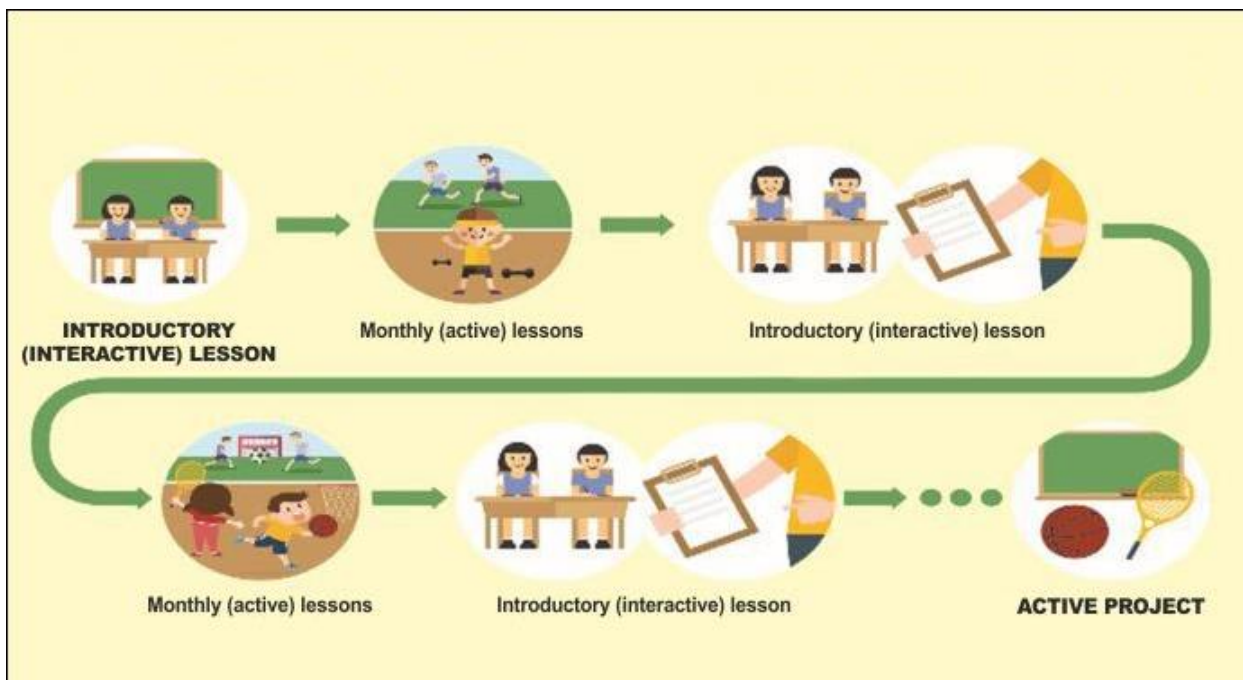 INTRODUCTORY
(INTERACTIVE) LESSON
Monthly (active) lessons
Introductory (interactive) lesson
Monthly (active) lessons
Introductory (interactive) lesson
ACTIVE PROJECT